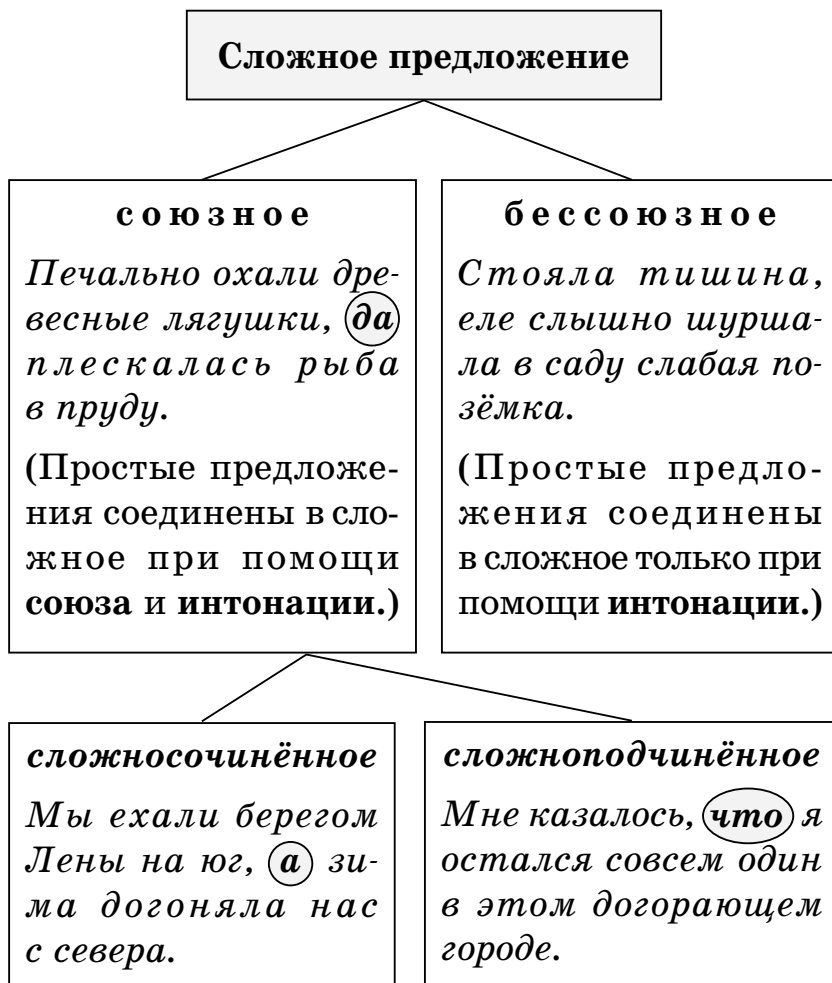 Сложное предложение
союзное
Печально охали дре-
весные лягушки, да
плескалась рыба
в пруду.
(Простые предложе-
ния соединены в сло-
жное при помощи
союза и интонации.)
бессоюзное
Стояла тишина,
еле слышно шурша-
ла в саду слабая по-
зёмка.
(Простые предло-
жения соединены
в сложное только при
помощи интонации.)
сложносочинённое
Мы ехали берегом
Лены на юг, а зи-
ма догоняла нас
с севера.
сложноподчинённое
Мне казалось, что я
остался совсем один
в этом догорающем
городе.